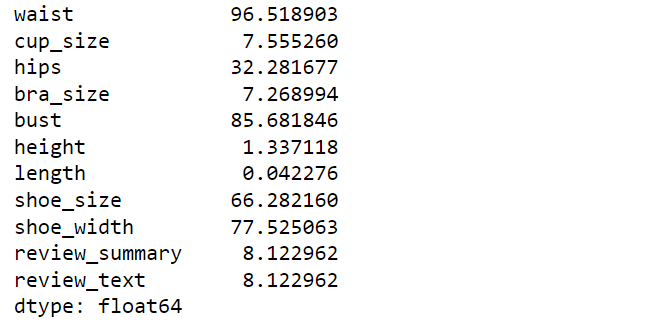 waist 96.518903
cup_size 7.555260
hips 32.281677
bra_size 7.268994
bust 85.681846
height 1.337118
length 0.042276
shoe_size 66.282160
shoe_width 77.525063
review_summary 8.122962
review_text 8.122962
dtype: float64